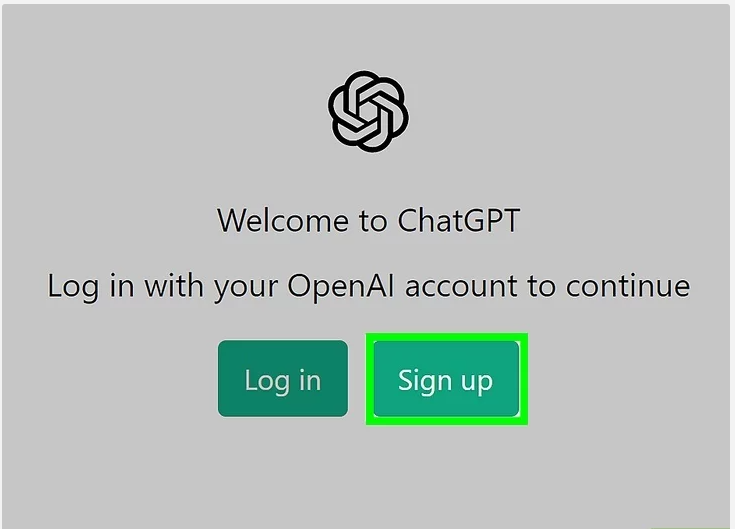 Welcome to ChatGPT
Log in with your OpenAI account to continue
Log in Sign up